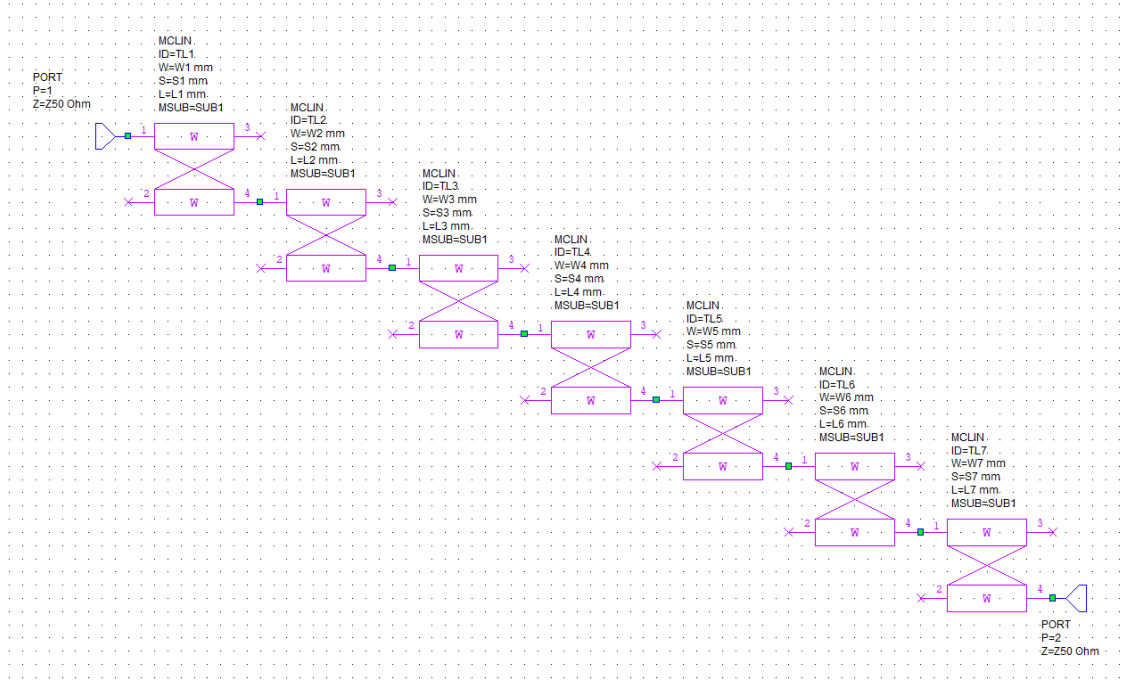 MCLIN
ID=TL1
W=W1 mm
S=S1 mm
L=L1 mm
MSUB=SUB1
PORT
P=1
Z=Z50 Ohm
1
W
3
2
W
4
MCLIN
ID=TL2
W=W2 mm
S=S2 mm
L=L2 mm
MSUB=SUB1
1
W
3
2
W
4
MCLIN
ID=TL3
W=W3 mm
S=S3 mm
L=L3 mm
MSUB=SUB1
1
W
3
2
W
4
MCLIN
ID=TL4
W=W4 mm
S=S4 mm
L=L4 mm
MSUB=SUB1
1
W
3
2
W
4
MCLIN
ID=TL5
W=W5 mm
S=S5 mm
L=L5 mm
MSUB=SUB1
1
W
3
2
W
4
MCLIN
ID=TL6
W=W6 mm
S=S6 mm
L=L6 mm
MSUB=SUB1
1
W
3
2
W
4
MCLIN
ID=TL7
W=W7 mm
S=S7 mm
L=L7 mm
MSUB=SUB1
1
W
3
2
W
4
PORT
P=2
Z=Z50 Ohm